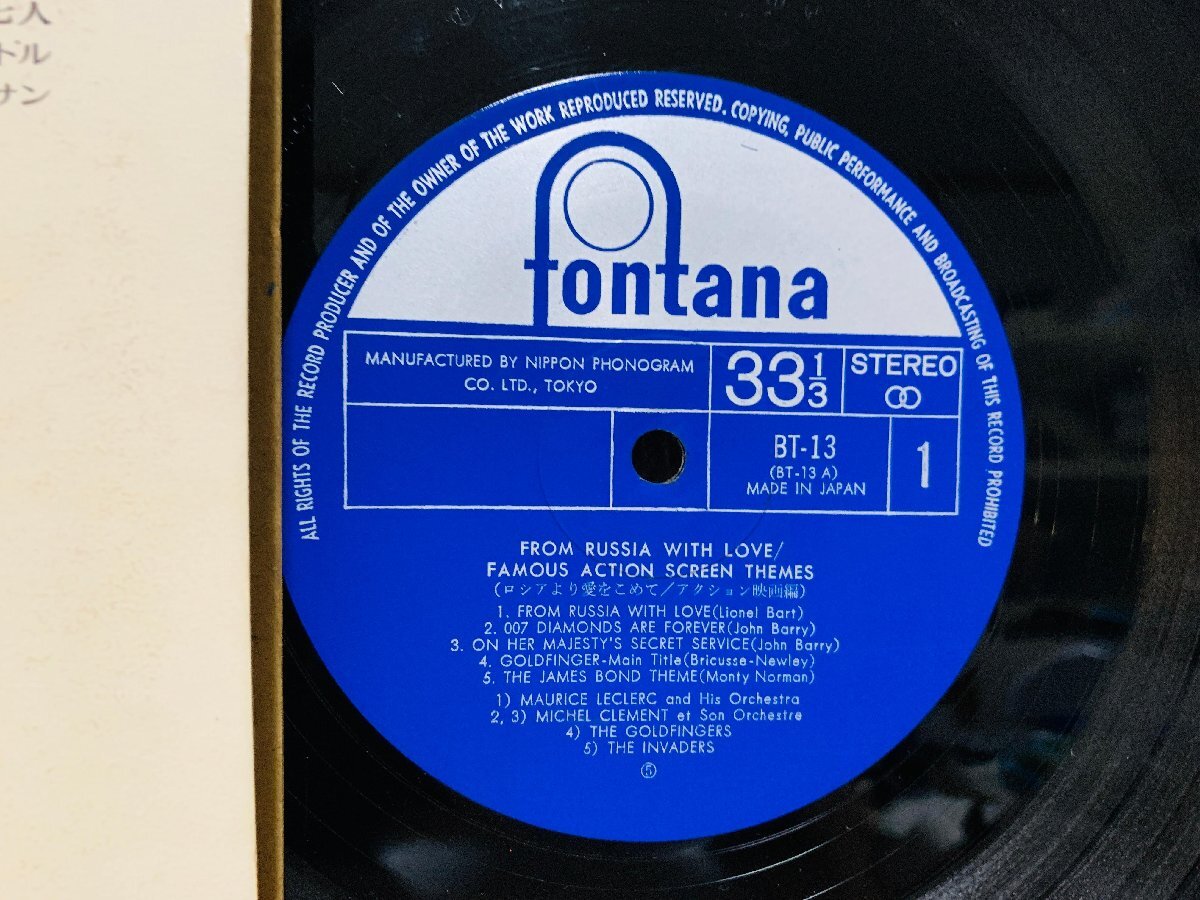 七人
ドル
サン
ALL RIGHTS OF THE RECORD PRODUCER AND OF THE OWNER OF THE WORK REPRODUCED RESERVED. COPYING, PUBLIC PERFORMANCE AND BROADCASTING OF THIS RECORD PROHIBITED
fontana
MANUFACTURED BY NIPPON PHONOGRAM
CO. LTD., TOKYO
33 1/3
STEREO
BT-13
(BT-13 A)
MADE IN JAPAN
1
FROM RUSSIA WITH LOVE/
FAMOUS ACTION SCREEN THEMES
(ロシアより愛をこめて/アクション映画編)
1. FROM RUSSIA WITH LOVE(Lionel Bart)
2. 007 DIAMONDS ARE FOREVER(John Barry)
3. ON HER MAJESTY'S SECRET SERVICE(John Barry)
4. GOLDFINGER-Main Title(Bricusse-Newley)
5. THE JAMES BOND THEME(Monty Norman)
1) MAURICE LECLERC and His Orchestra
2, 3) MICHEL CLEMENT et Son Orchestre
4) THE GOLDFINGERS
5) THE INVADERS
⑤